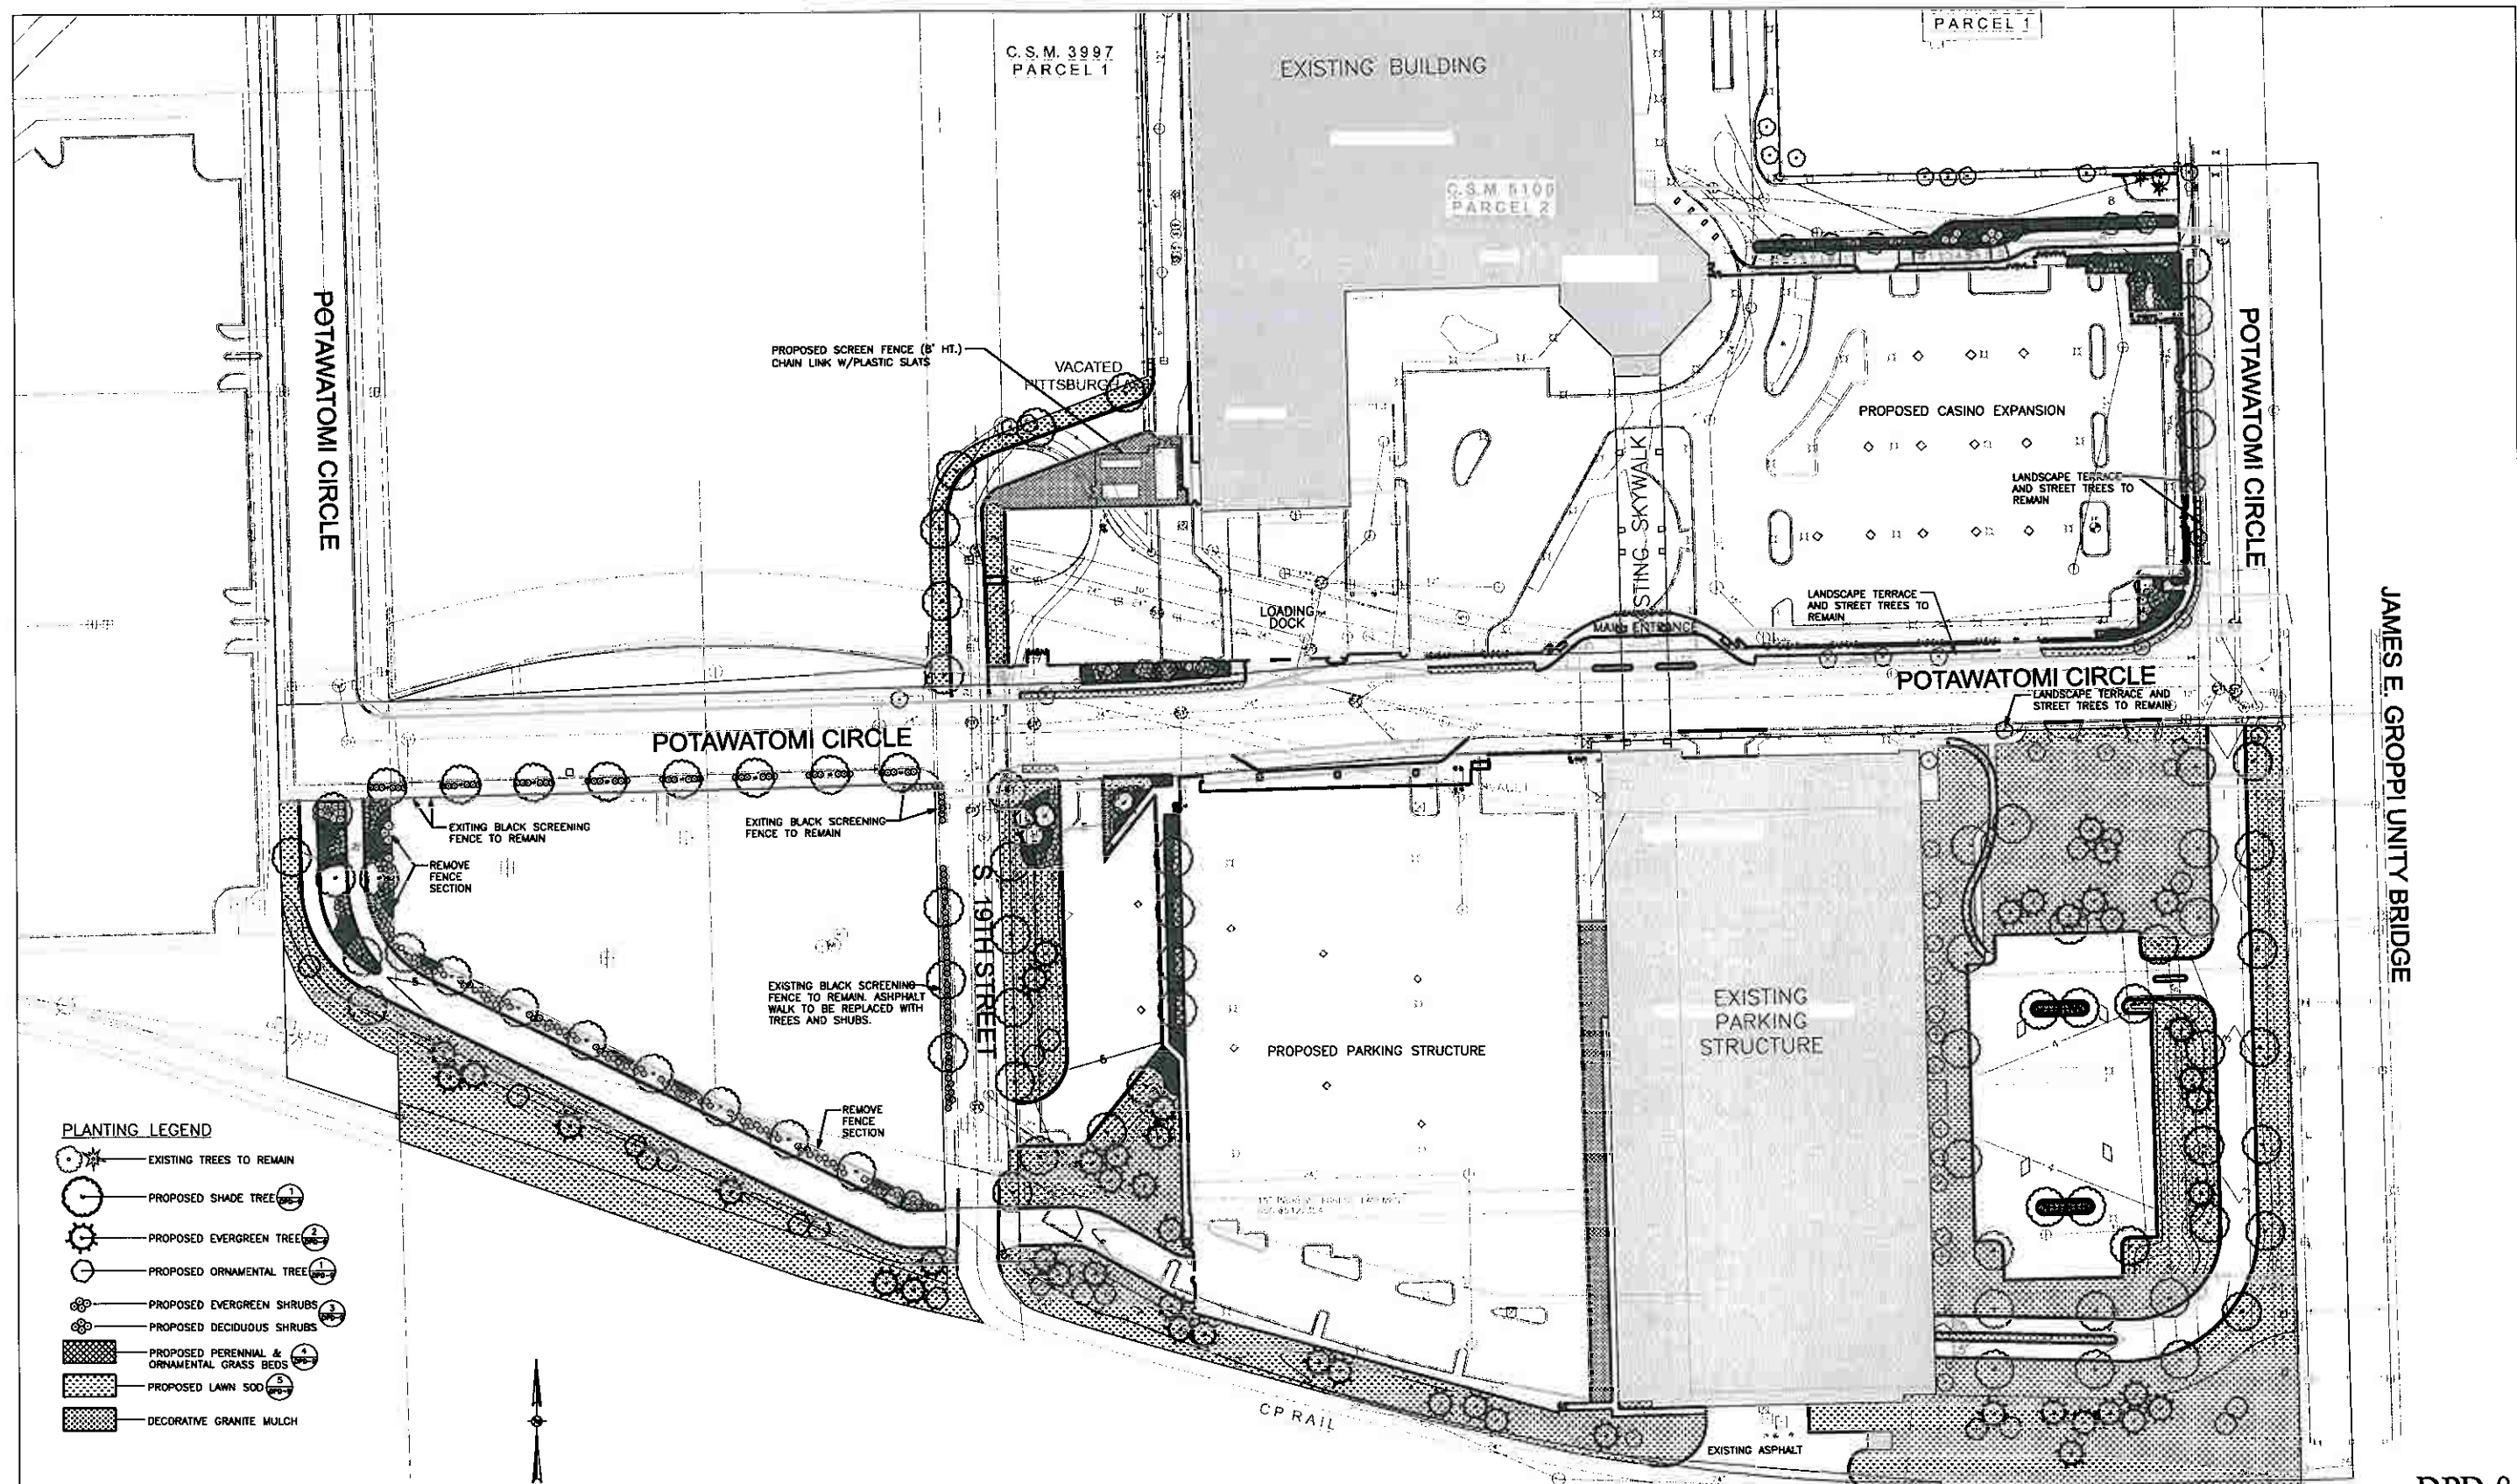 C.S.M. 3997
PARCEL 1
EXISTING BUILDING
PARCEL 1
C.S.M. 5100
PARCEL 2
POTAWATOMI CIRCLE
PROPOSED SCREEN FENCE (8' HT.)
CHAIN LINK W/PLASTIC SLATS
VACATED
PITTSBURGH
PROPOSED CASINO EXPANSION
POTAWATOMI CIRCLE
LANDSCAPE TERRACE
AND STREET TREES TO
REMAIN
STING SKYWALK
LOADING
DOCK
MAIN ENTRANCE
LANDSCAPE TERRACE
AND STREET TREES TO
REMAIN
JAMES E. GROPPI UNITY BRIDGE
POTAWATOMI CIRCLE
LANDSCAPE TERRACE AND
STREET TREES TO REMAIN
POTAWATOMI CIRCLE
EXITING BLACK SCREENING
FENCE TO REMAIN
EXITING BLACK SCREENING
FENCE TO REMAIN
REMOVE
FENCE
SECTION
S. 19TH STREET
EXISTING BLACK SCREENING
FENCE TO REMAIN. ASHPHALT
WALK TO BE REPLACED WITH
TREES AND SHUBS.
PROPOSED PARKING STRUCTURE
EXISTING
PARKING
STRUCTURE
REMOVE
FENCE
SECTION
PLANTING LEGEND
EXISTING TREES TO REMAIN
PROPOSED SHADE TREE 1
PROPOSED EVERGREEN TREE 2
PROPOSED ORNAMENTAL TREE 1
PROPOSED EVERGREEN SHRUBS 3
PROPOSED DECIDUOUS SHRUBS
PROPOSED PERENNIAL & 4
ORNAMENTAL GRASS BEDS
PROPOSED LAWN SOD 5
DECORATIVE GRANITE MULCH
CP RAIL
EXISTING ASPHALT